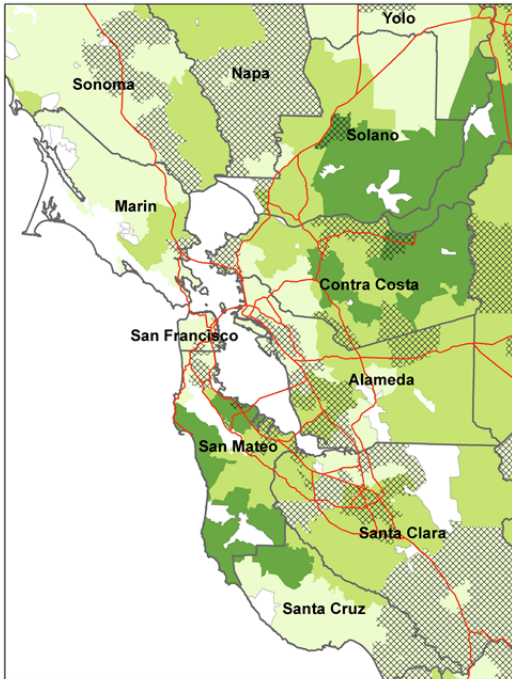 Yolo
Napa
Sonoma
Solano
Marin
Contra Costa
San Francisco
Alameda
San Mateo
Santa Clara
Santa Cruz